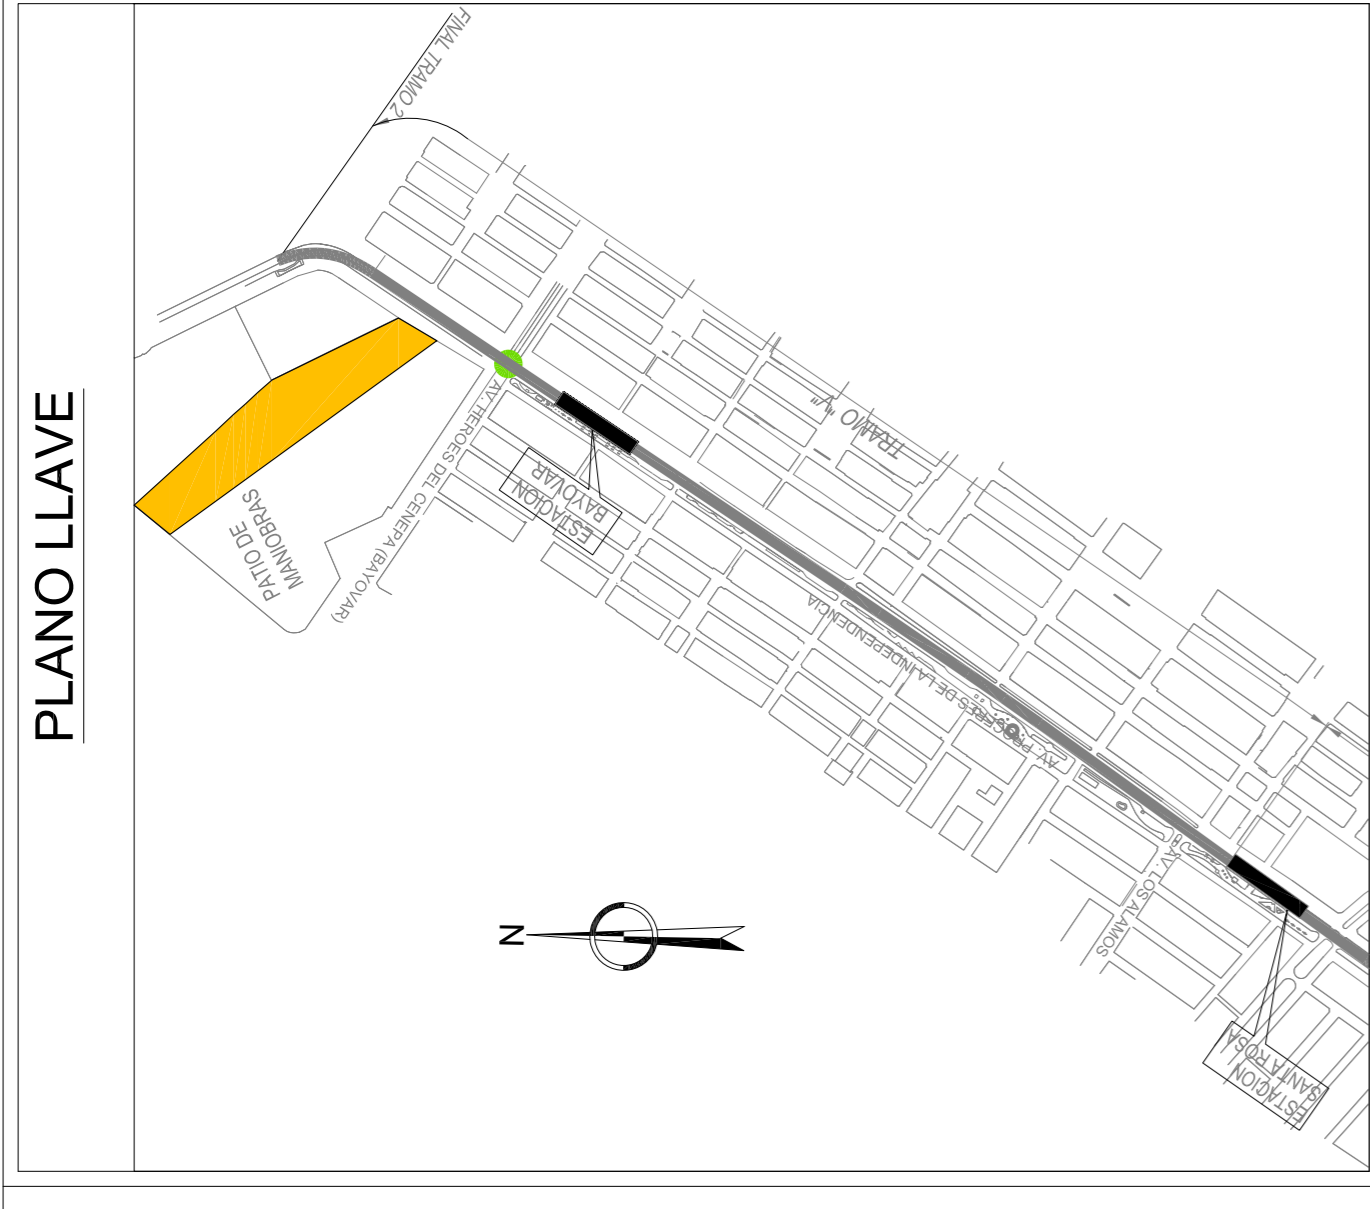 PLANO LLAVE
FINAL TRAMO 2
PATIO DE
MANIOBRAS
AV. HEROES DEL CENEPA (BAYOVAR)
ESTACION
BAYOVAR
TRAMO "A"
AV. PROCERES DE LA INDEPENDENCIA
AV. LOS ALAMOS
ESTACION
SANTA ROSA
N